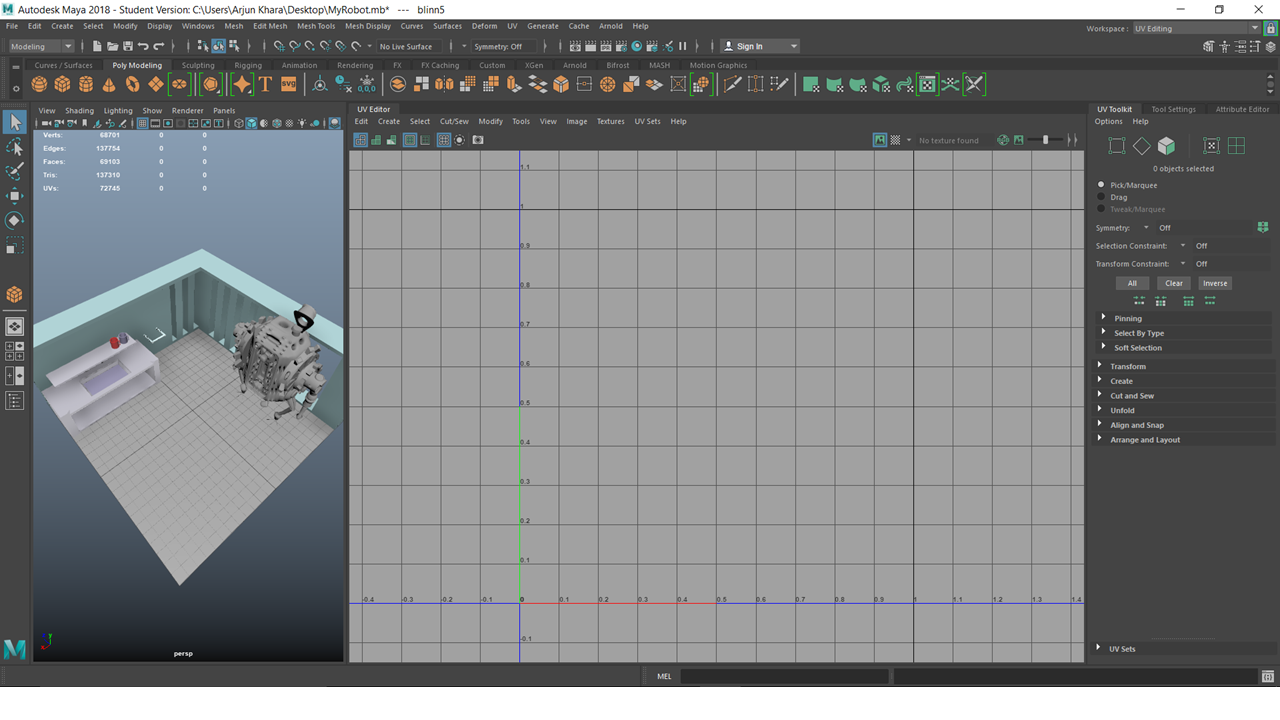 Autodesk Maya 2018 - Student Version: C:\Users\Arjun Khara\Desktop\MyRobot.mb* --- blinn5
File Edit Create Select Modify Display Windows Mesh Edit Mesh Mesh Tools Mesh Display Curves Surfaces Deform UV Generate Cache Arnold Help
Workspace : UV Editing
Modeling No Live Surface Symmetry: Off Sign In
Curves / Surfaces Poly Modeling Sculpting Rigging Animation Rendering FX FX Caching Custom XGen Arnold Bifrost MASH Motion Graphics
SVG
View Shading Lighting Show Renderer Panels
Verts: 68701 0 0
Edges: 137754 0 0
Faces: 69103 0 0
Tris: 137310 0 0
UVs: 72745 0 0
persp
UV Editor
Edit Create Select Cut/Sew Modify Tools View Image Textures UV Sets Help
No texture found
1.1
1
0.9
0.8
0.7
0.6
0.5
0.4
0.3
0.2
0.1
-0.4 -0.3 -0.2 -0.1 0 0.1 0.2 0.3 0.4 0.5 0.6 0.7 0.8 0.9 1 1.1 1.2 1.3 1.4
-0.1
UV Toolkit Tool Settings Attribute Editor
Options Help
0 objects selected
Pick/Marquee
Drag
Tweak/Marquee
Symmetry: Off
Selection Constraint: Off
Transform Constraint: Off
All Clear Inverse
Pinning
Select By Type
Soft Selection
Transform
Create
Cut and Sew
Unfold
Align and Snap
Arrange and Layout
UV Sets
MEL